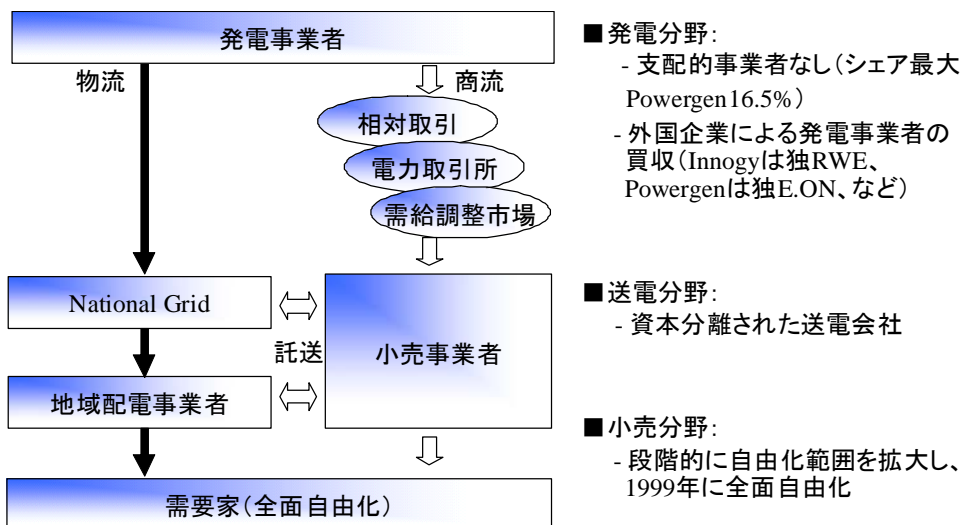 発電事業者
物流
商流
相対取引
電力取引所
需給調整市場
National Grid
託送
小売事業者
地域配電事業者
需要家(全面自由化)
■発電分野:
- 支配的事業者なし(シェア最大
Powergen16.5%)
- 外国企業による発電事業者の
買収(Innogyは独RWE、
Powergenは独E.ON、など)
■送電分野:
- 資本分離された送電会社
■小売分野:
- 段階的に自由化範囲を拡大し、
1999年に全面自由化